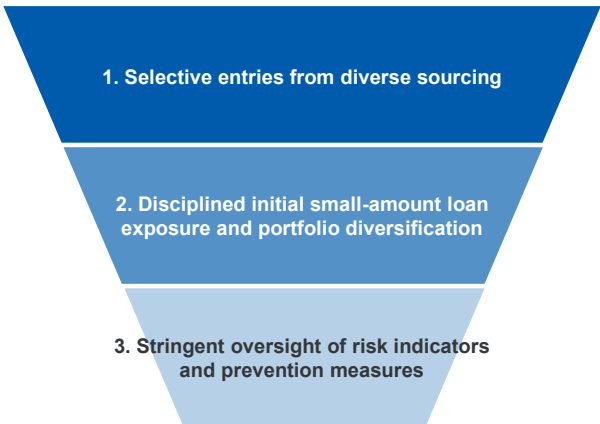 1. Selective entries from diverse sourcing
2. Disciplined initial small-amount loan
exposure and portfolio diversification
3. Stringent oversight of risk indicators
and prevention measures